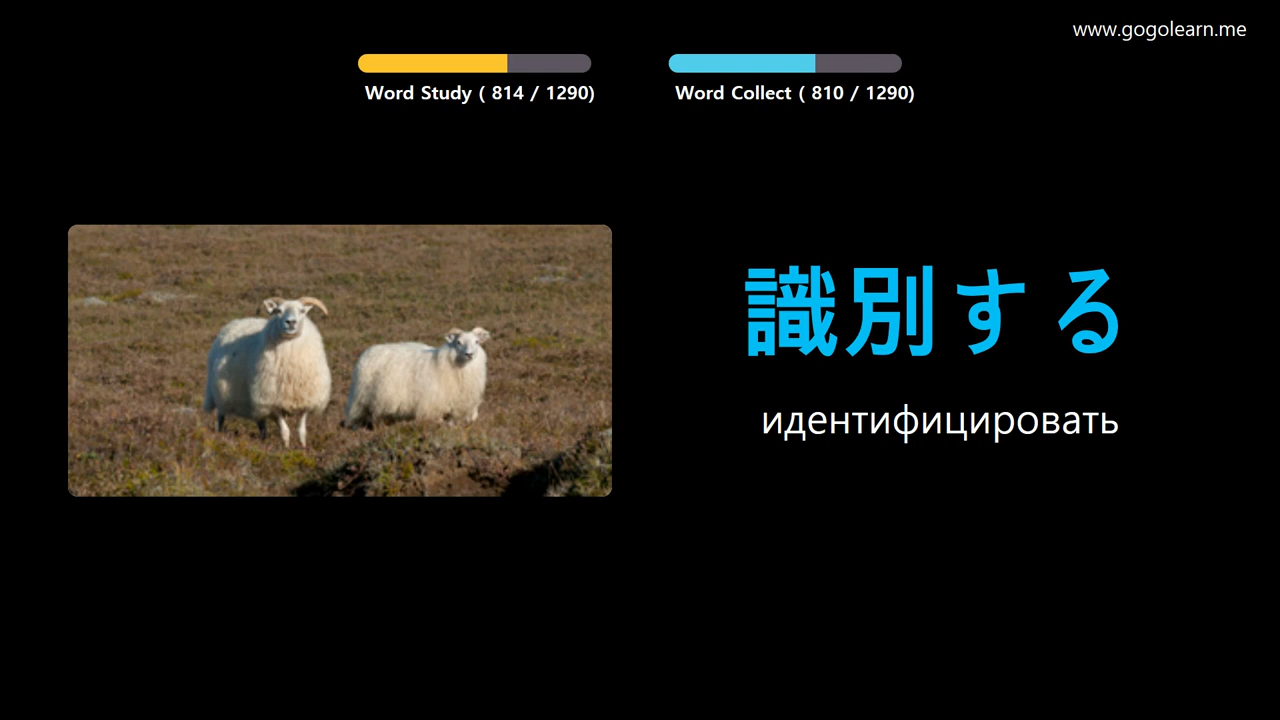 www.gogolearn.me
Word Study ( 814 / 1290)
Word Collect ( 810 / 1290)
識別する
идентифицировать